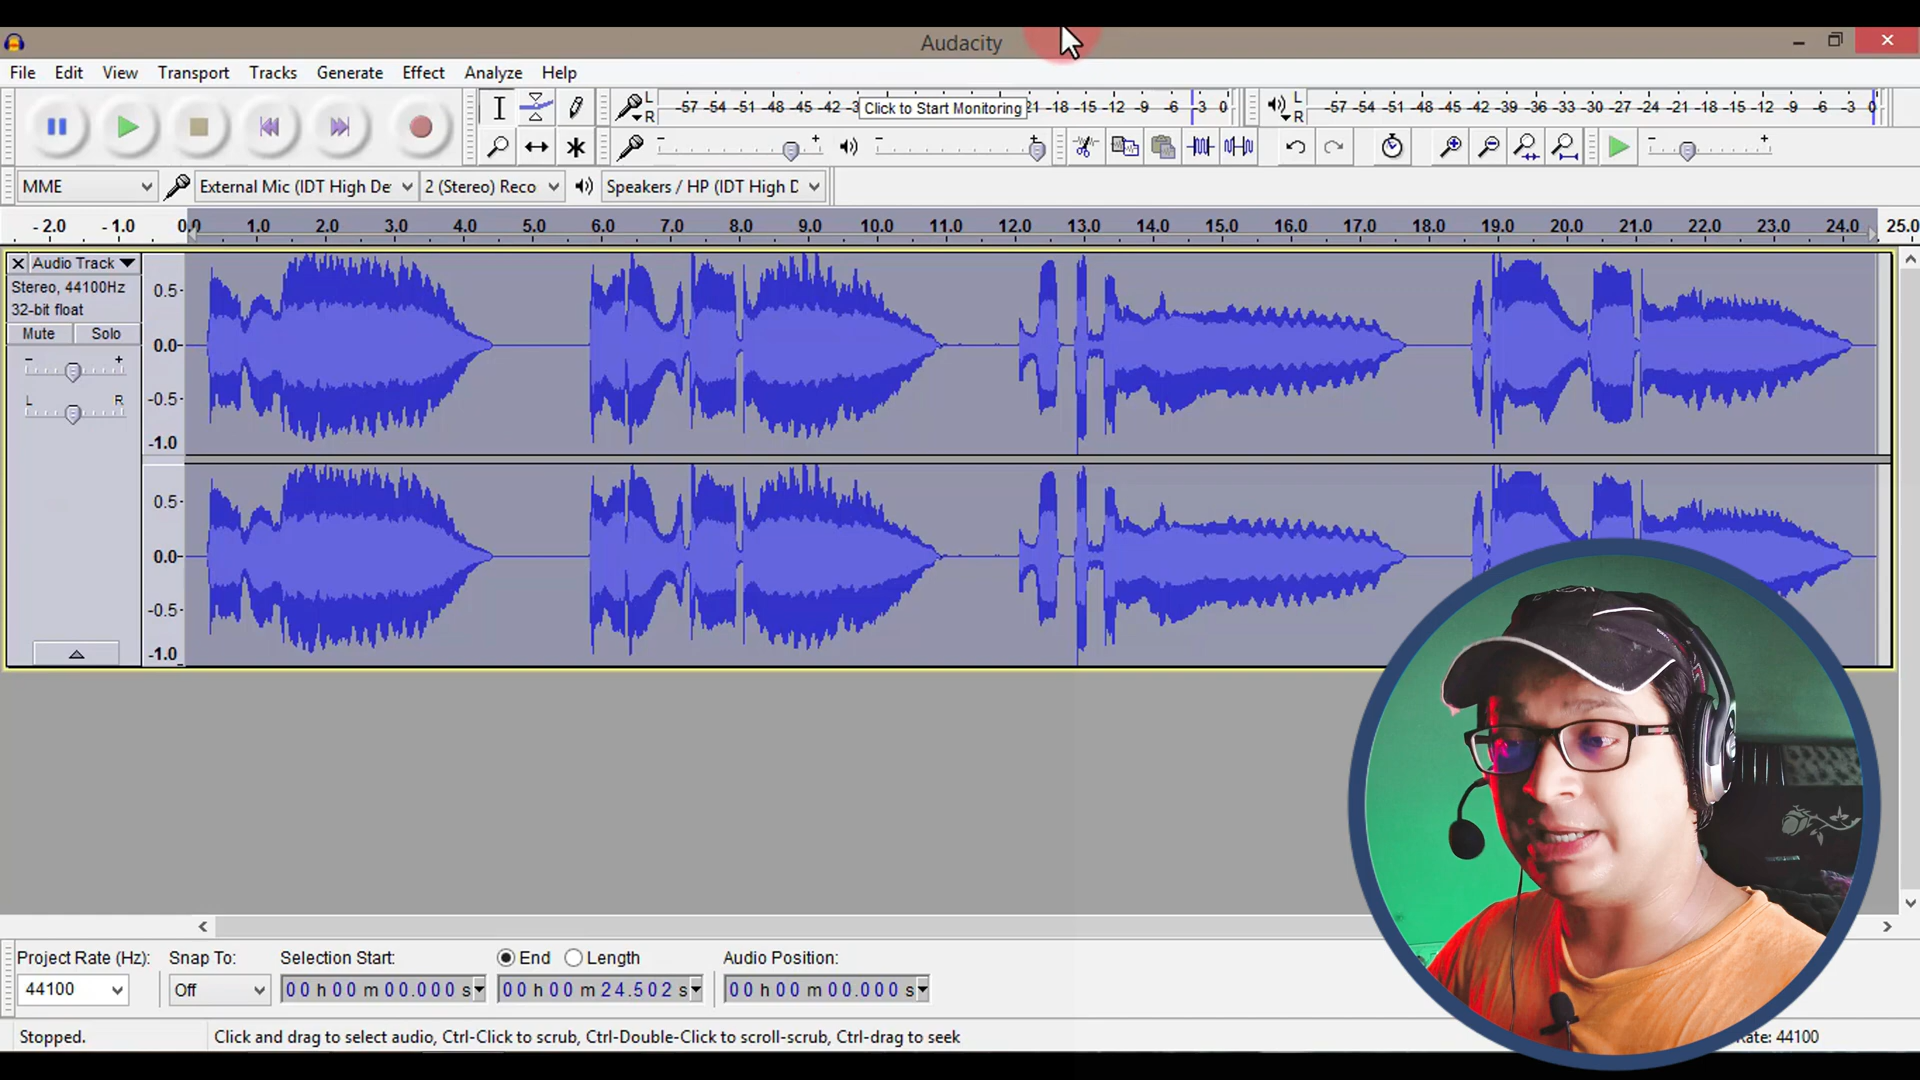 Audacity
File Edit View Transport Tracks Generate Effect Analyze Help
L R -57 -54 -51 -48 -45 -42 -3 Click to Start Monitoring 21 -18 -15 -12 -9 -6 -3 0 L R -57 -54 -51 -48 -45 -42 -39 -36 -33 -30 -27 -24 -21 -18 -15 -12 -9 -6 -3 0
- + - + - +
MME External Mic (IDT High De 2 (Stereo) Reco Speakers / HP (IDT High D
- 2.0 - 1.0 0.0 1.0 2.0 3.0 4.0 5.0 6.0 7.0 8.0 9.0 10.0 11.0 12.0 13.0 14.0 15.0 16.0 17.0 18.0 19.0 20.0 21.0 22.0 23.0 24.0 25.0
Audio Track
Stereo, 44100Hz
32-bit float
Mute Solo
- +
L R
0.5-
0.0-
-0.5-
-1.0
0.5-
0.0-
-0.5-
-1.0
Project Rate (Hz): Snap To: Selection Start: End Length Audio Position:
44100 Off 00 h 00 m 00.000 s 00 h 00 m 24.502 s 00 h 00 m 00.000 s
Stopped. Click and drag to select audio, Ctrl-Click to scrub, Ctrl-Double-Click to scroll-scrub, Ctrl-drag to seek Rate: 44100